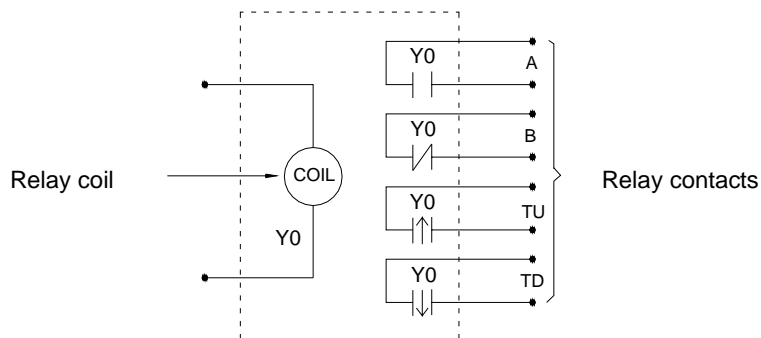 Y0
A
Y0
B
Relay coil
COIL
Relay contacts
Y0
TU
Y0
Y0
TD